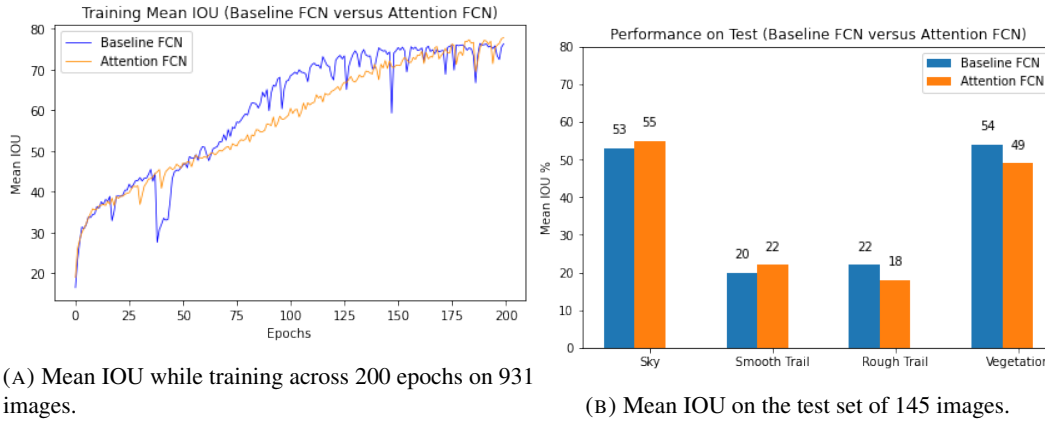 Training Mean IOU (Baseline FCN versus Attention FCN)
80
70
60
50
40
30
20
Mean IOU
Baseline FCN
Attention FCN
0
25
50
75
100
125
150
175
200
Epochs
(A) Mean IOU while training across 200 epochs on 931
images.
Performance on Test (Baseline FCN versus Attention FCN)
80
70
60
50
40
30
20
10
0
Mean IOU %
Baseline FCN
Attention FCN
53
55
20
22
22
18
54
49
Sky
Smooth Trail
Rough Trail
Vegetation
(B) Mean IOU on the test set of 145 images.